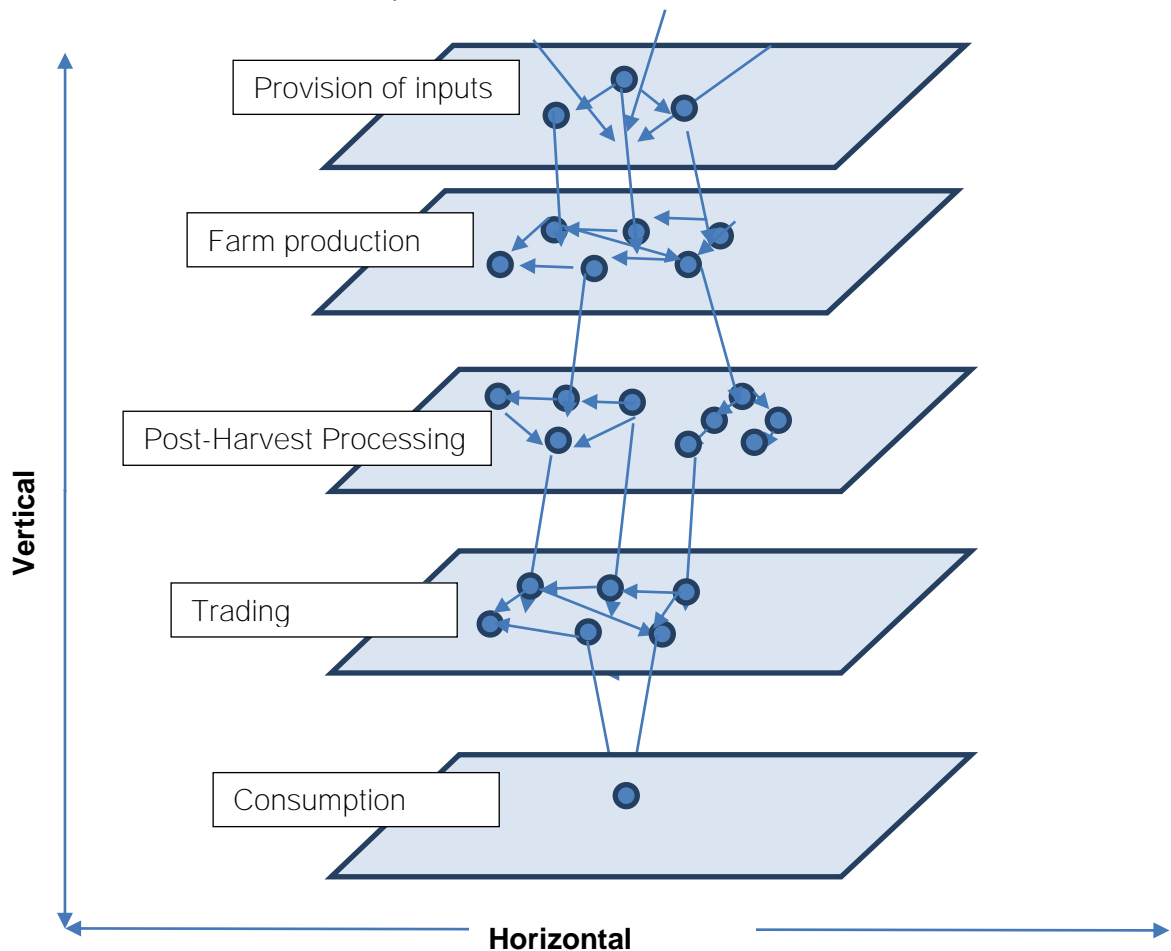 Provision of inputs
Farm production
Post-Harvest Processing
Vertical
Trading
Consumption
Horizontal